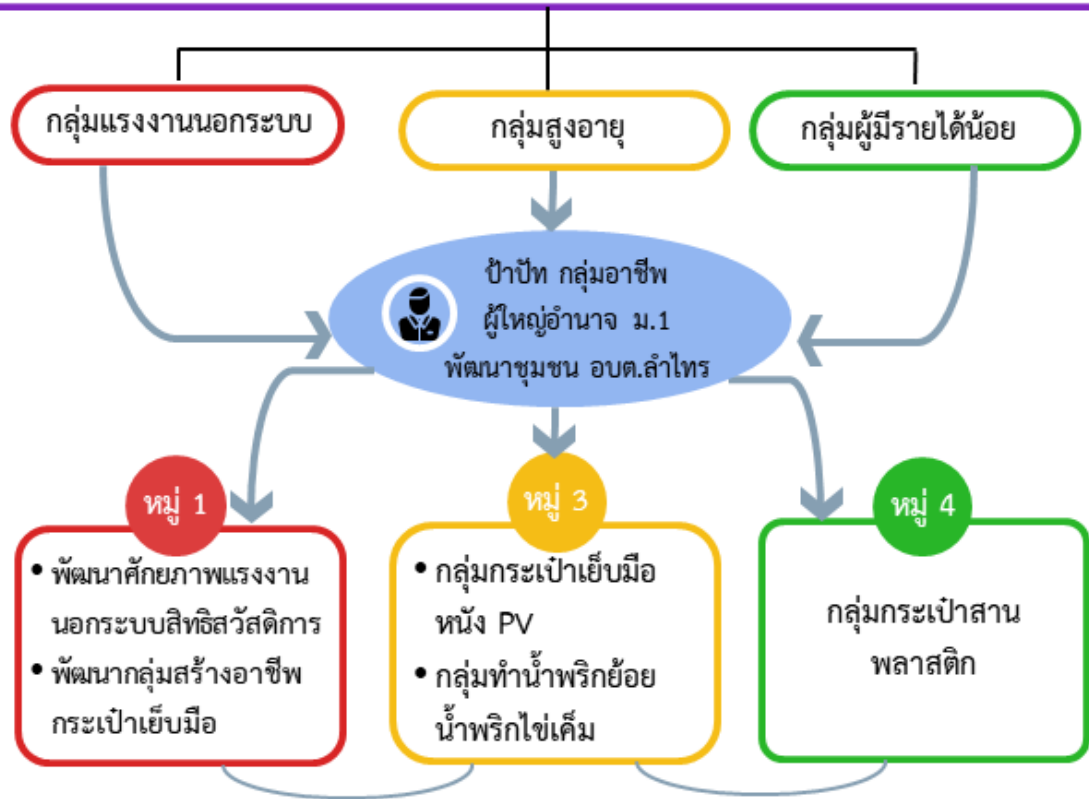 กลุ่มแรงงานนอกระบบ
กลุ่มสูงอายุ
กลุ่มผู้มีรายได้น้อย
ป้าปัท กลุ่มอาชีพ
ผู้ใหญ่อำนาจ ม.1
พัฒนาชุมชน อบต.ลำไทร
หมู่ 1
• พัฒนาศักยภาพแรงงาน
นอกระบบสิทธิสวัสดิการ
• พัฒนากลุ่มสร้างอาชีพ
กระเป๋าเย็บมือ
หมู่ 3
• กลุ่มกระเป๋าเย็บมือ
หนัง PV
• กลุ่มทำน้ำพริกย้อย
น้ำพริกไข่เค็ม
หมู่ 4
กลุ่มกระเป๋าสาน
พลาสติก